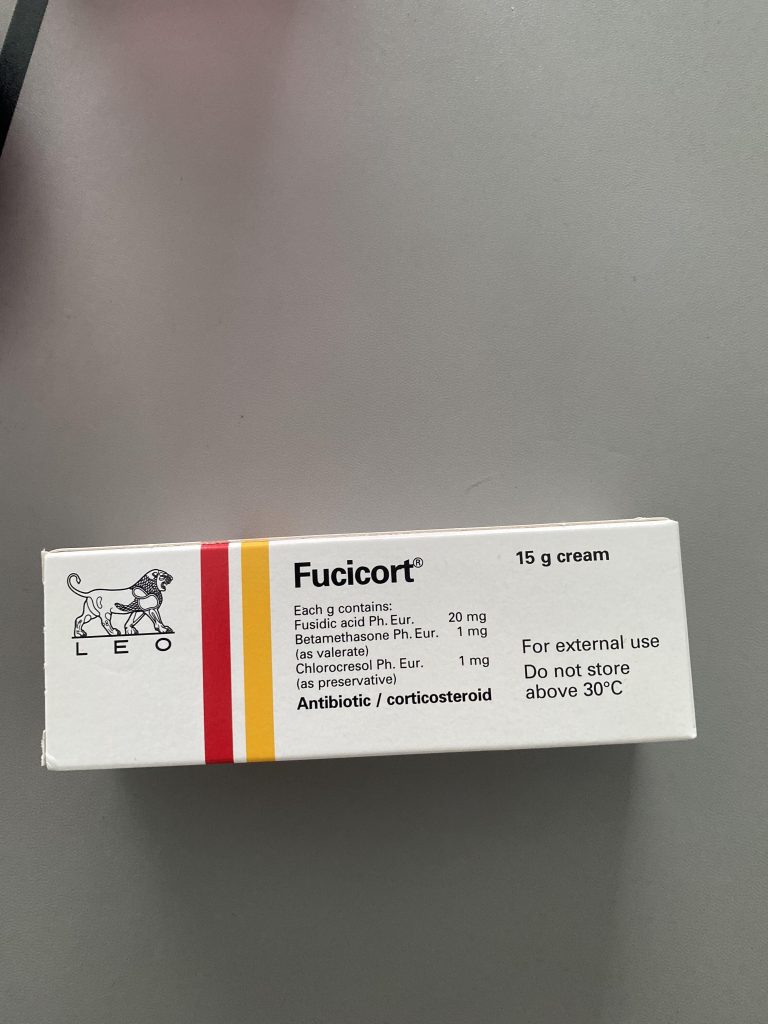 LEO
Fucicort®
15 g cream
Each g contains:
Fusidic acid Ph. Eur. 20 mg
Betamethasone Ph. Eur. 1 mg
(as valerate)
Chlorocresol Ph. Eur. 1 mg
(as preservative)
Antibiotic / corticosteroid
For external use
Do not store
above 30°C